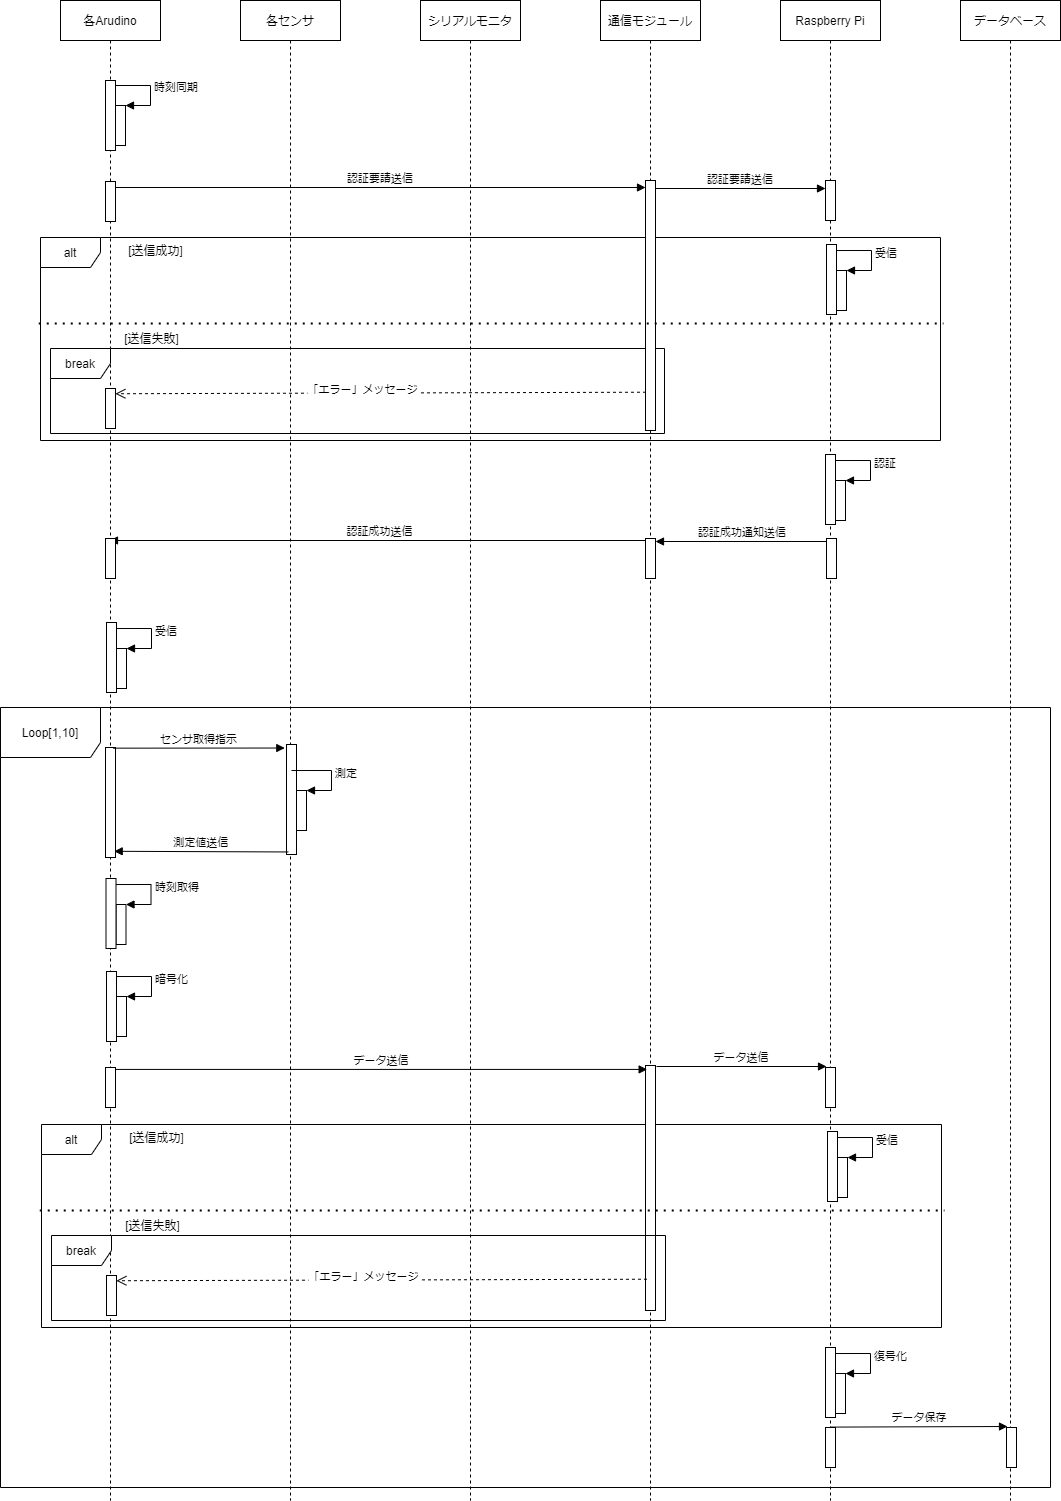 各Arudino
各センサ
シリアルモニタ
通信モジュール
Raspberry Pi
データベース
時刻同期
認証要請送信
認証要請送信
alt
[送信成功]
受信
[送信失敗]
break
「エラー」メッセージ
認証
認証成功送信
認証成功通知送信
受信
Loop[1,10]
センサ取得指示
測定
測定値送信
時刻取得
暗号化
データ送信
データ送信
alt
[送信成功]
受信
[送信失敗]
break
「エラー」メッセージ
復号化
データ保存